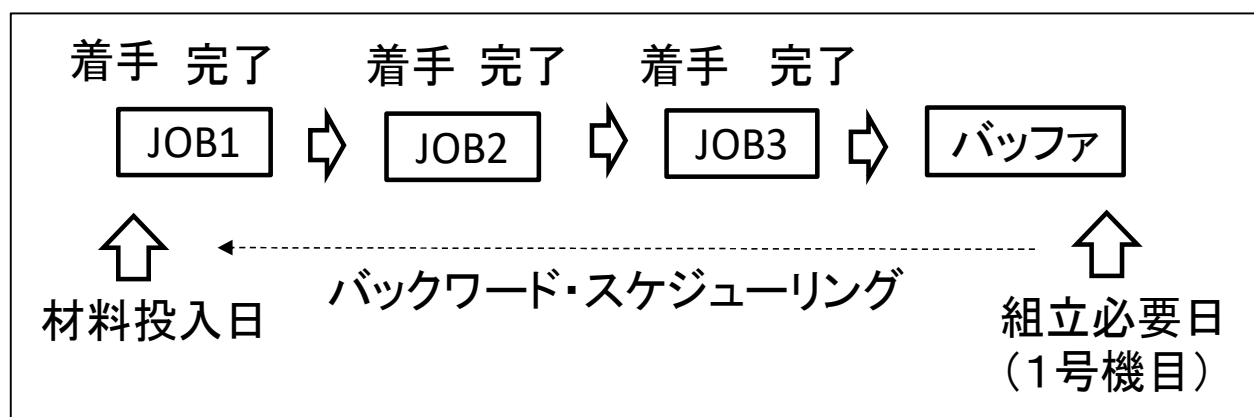 着手 完了 着手 完了 着手 完了
JOB1 JOB2 JOB3 バッファ
バックワード・スケジューリング
材料投入日 組立必要日
（１号機目）